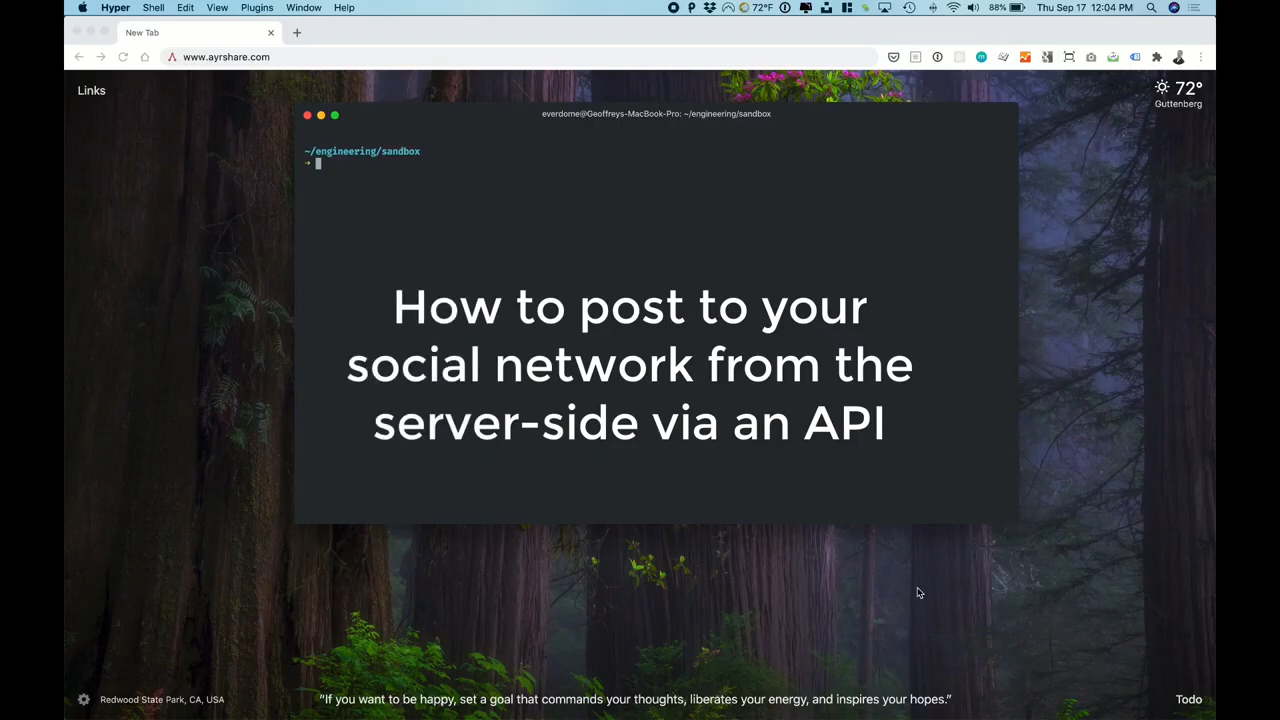 Hyper Shell Edit View Plugins Window Help 72°F 88% Thu Sep 17 12:04 PM
New Tab
www.ayrshare.com
Links
72°
Guttenberg
everdome@Geoffreys-MacBook-Pro: ~/engineering/sandbox
~/engineering/sandbox
→
How to post to your
social network from the
server-side via an API
Redwood State Park, CA, USA
“If you want to be happy, set a goal that commands your thoughts, liberates your energy, and inspires your hopes.”
Todo